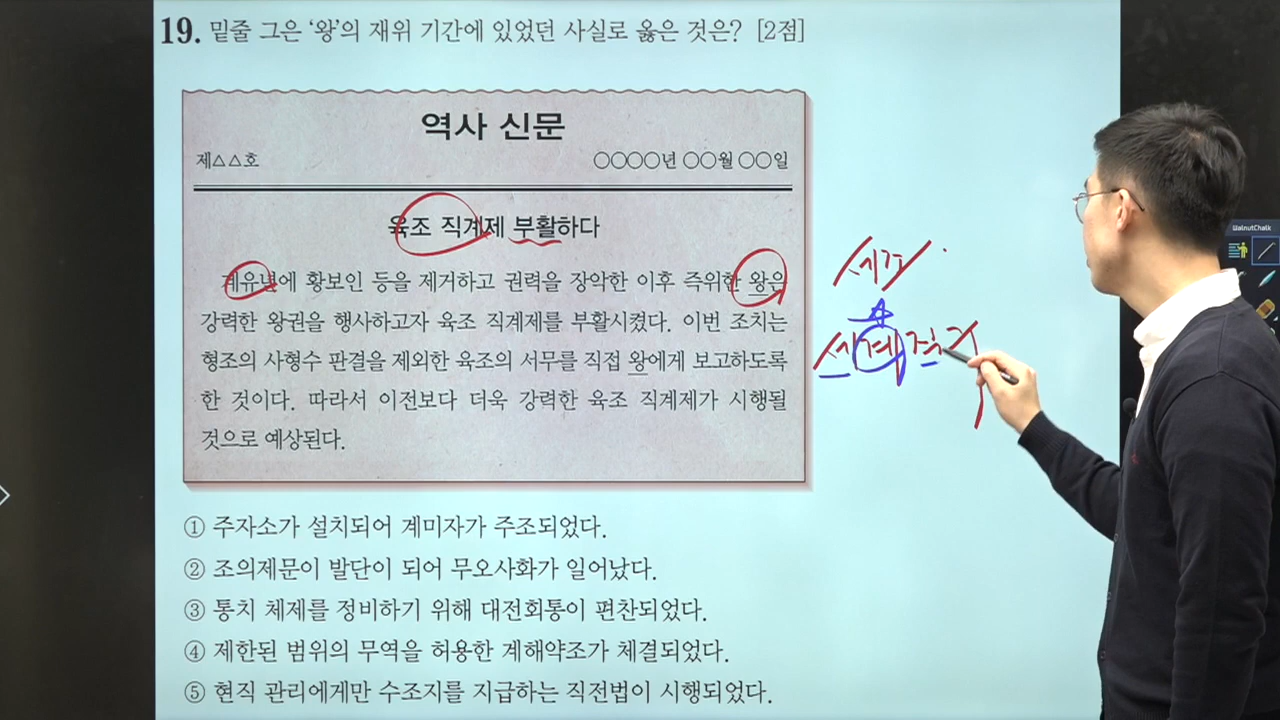 19. 밑줄 그은 ‘왕’의 재위 기간에 있었던 사실로 옳은 것은? [2점]
역사 신문
제△△호 ○○○○년 ○○월 ○○일
육조 직계제 부활하다
계유년에 황보인 등을 제거하고 권력을 장악한 이후 즉위한 왕은
강력한 왕권을 행사하고자 육조 직계제를 부활시켰다. 이번 조치는
형조의 사형수 판결을 제외한 육조의 서무를 직접 왕에게 보고하도록
한 것이다. 따라서 이전보다 더욱 강력한 육조 직계제가 시행될
것으로 예상된다.
세조
세계직
① 주자소가 설치되어 계미자가 주조되었다.
② 조의제문이 발단이 되어 무오사화가 일어났다.
③ 통치 체제를 정비하기 위해 대전회통이 편찬되었다.
④ 제한된 범위의 무역을 허용한 계해약조가 체결되었다.
⑤ 현직 관리에게만 수조지를 지급하는 직전법이 시행되었다.
WalnutChalk